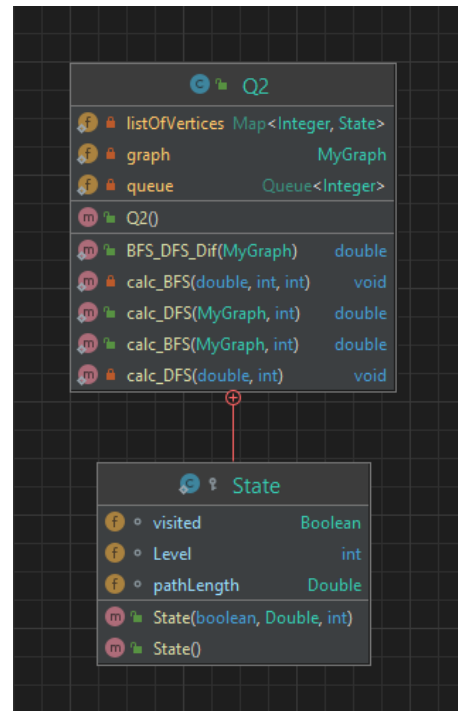 Q2
listOfVertices Map<Integer, State>
graph MyGraph
queue Queue<Integer>
Q2()
BFS_DFS_Dif(MyGraph) double
calc_BFS(double, int, int) void
calc_DFS(MyGraph, int) double
calc_BFS(MyGraph, int) double
calc_DFS(double, int) void
State
visited Boolean
Level int
pathLength Double
State(boolean, Double, int)
State()